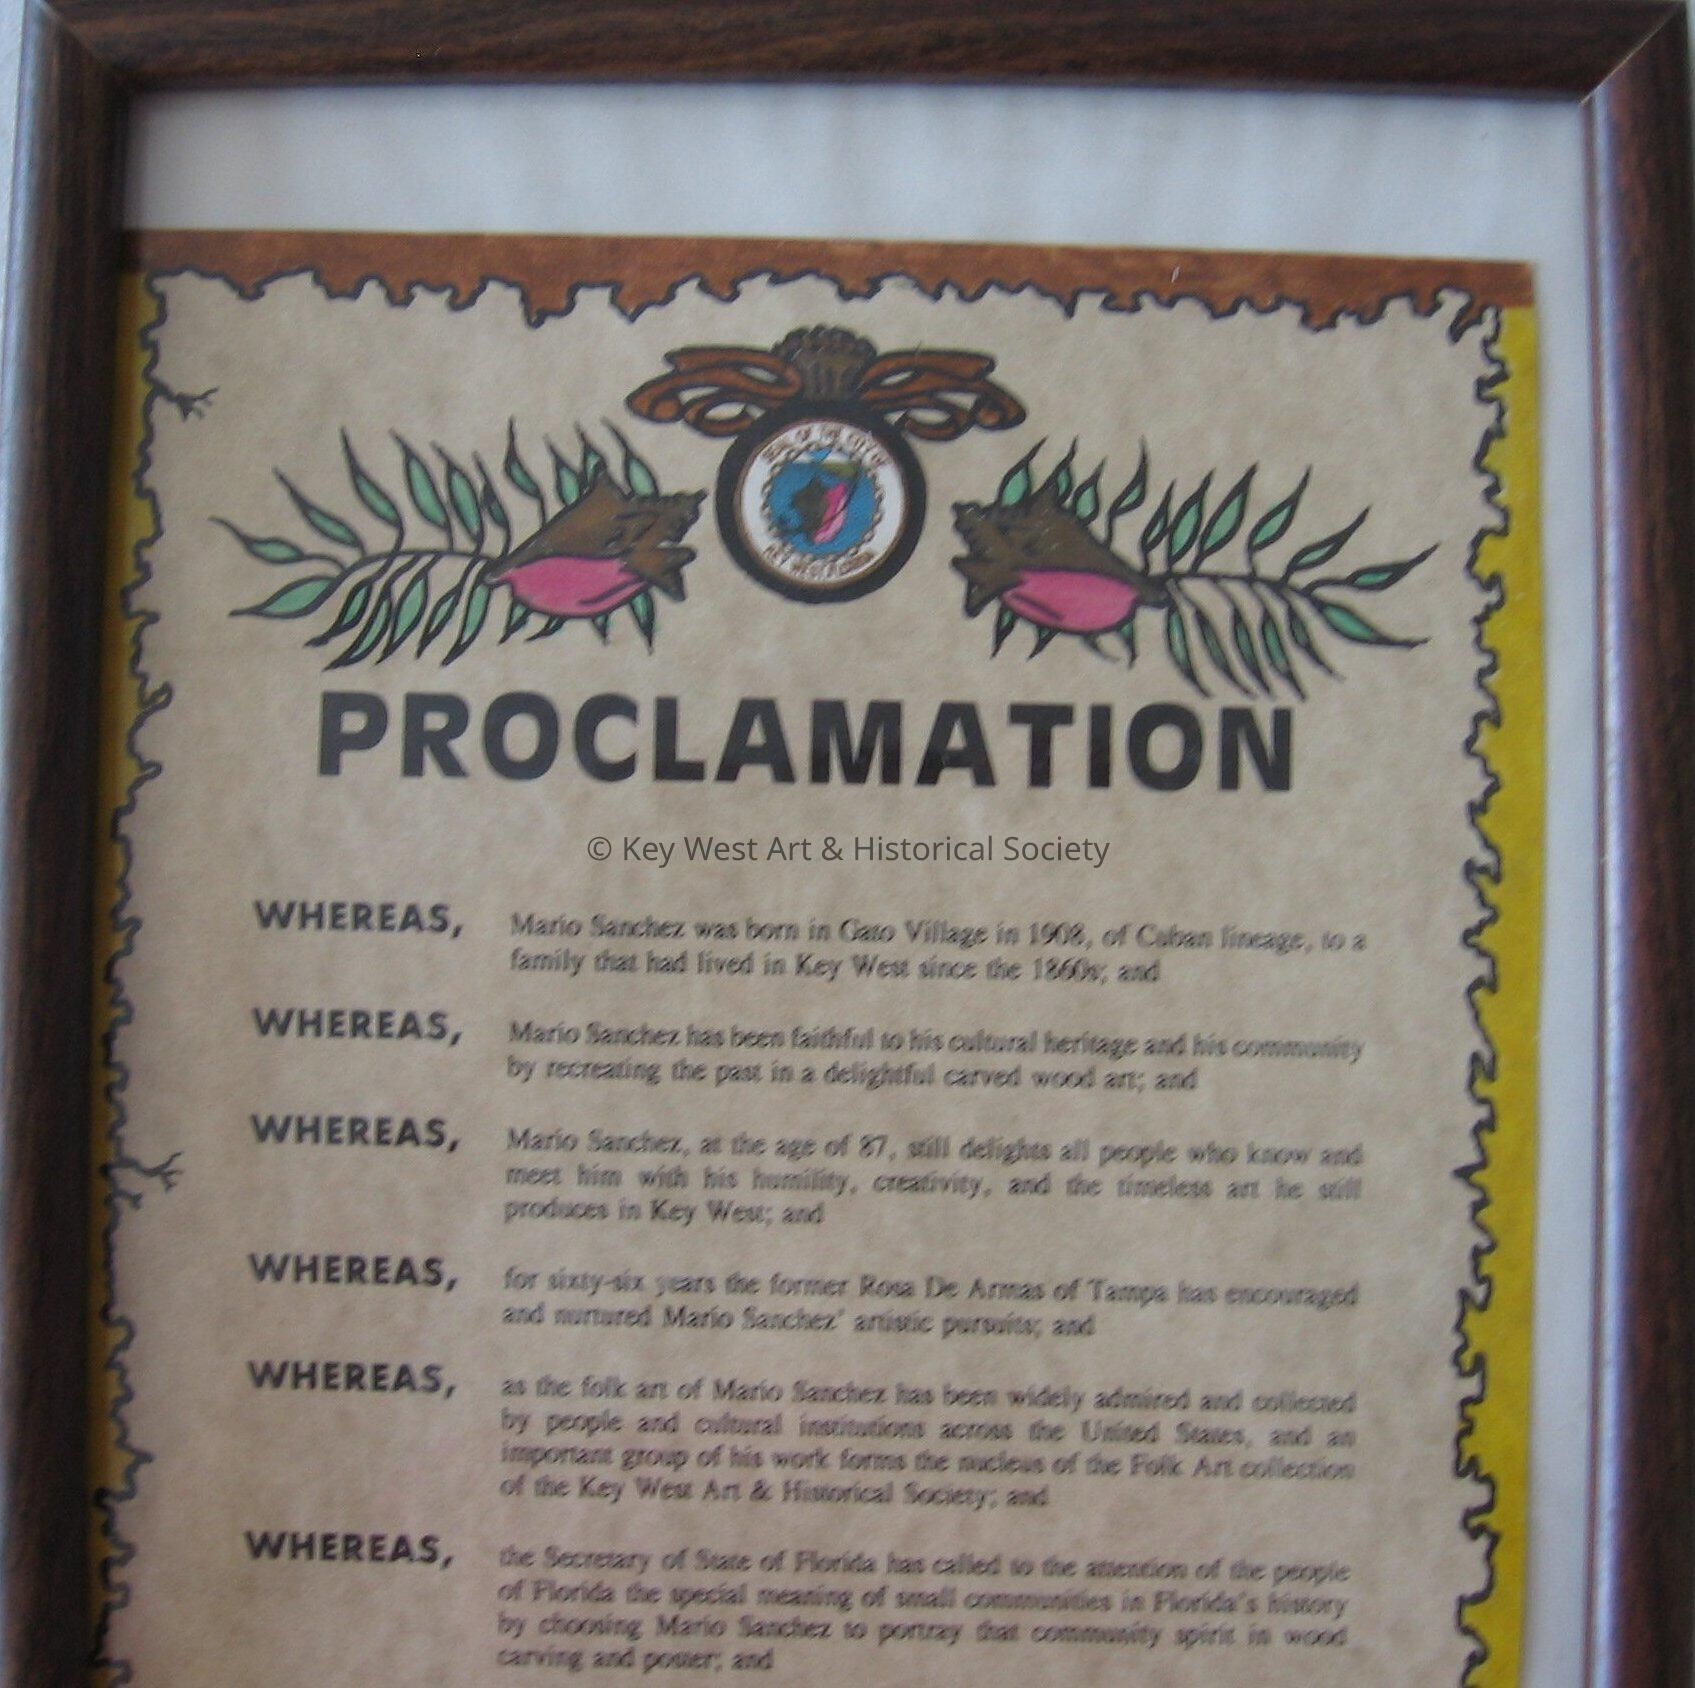 SEAL OF THE CITY OF
KEY WEST, FLORIDA
PROCLAMATION
© Key West Art & Historical Society
WHEREAS, Mario Sanchez was born in Gato Village in 1908, of Cuban lineage, to a
family that had lived in Key West since the 1860s; and
WHEREAS, Mario Sanchez has been faithful to his cultural heritage and his community
by recreating the past in a delightful carved wood art; and
WHEREAS, Mario Sanchez, at the age of 87, still delights all people who know and
meet him with his humility, creativity, and the timeless art he still
produces in Key West; and
WHEREAS, for sixty-six years the former Rosa De Armas of Tampa has encouraged
and nurtured Mario Sanchez' artistic pursuits; and
WHEREAS, as the folk art of Mario Sanchez has been widely admired and collected
by people and cultural institutions across the United States, and an
important group of his work forms the nucleus of the Folk Art collection
of the Key West Art & Historical Society; and
WHEREAS, the Secretary of State of Florida has called to the attention of the people
of Florida the special meaning of small communities in Florida's history
by choosing Mario Sanchez to portray that community spirit in wood
carving and poster; and